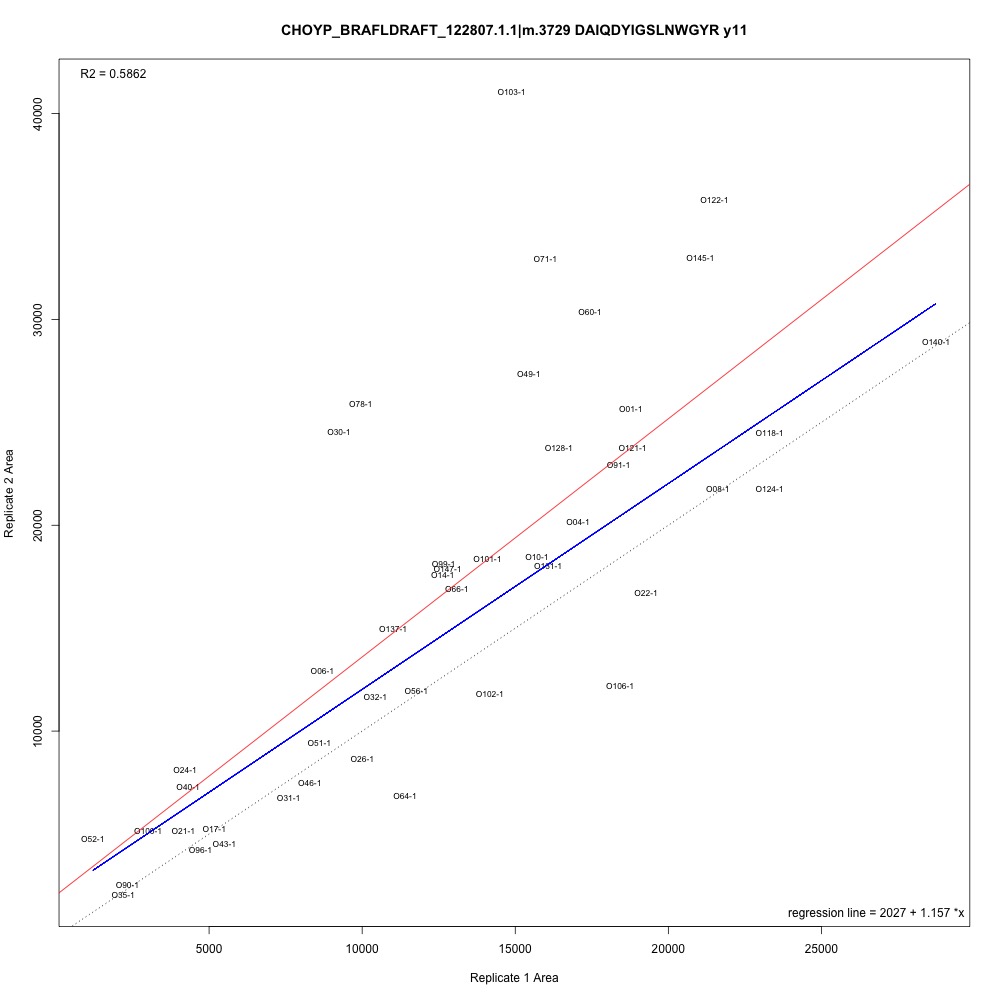 CHOYP_BRAFLDRAFT_122807.1.1|m.3729 DAIQDYIGSLNWGYR y11
R2 = 0.5862
O103-1
40000
O122-1
O71-1
O145-1
O60-1
30000
O140-1
O49-1
O78-1
O01-1
O30-1
O118-1
O128-1
O121-1
O91-1
O08-1
O124-1
Replicate 2 Area
20000
O04-1
O101-1
O10-1
O99-1
O147-1
O131-1
O14-1
O66-1
O22-1
O137-1
O06-1
O106-1
O32-1
O56-1
O102-1
10000
O51-1
O26-1
O24-1
O40-1
O46-1
O31-1
O64-1
O52-1
O100-1
O21-1
O17-1
O43-1
O96-1
O90-1
O35-1
regression line = 2027 + 1.157 *x
5000
10000
15000
20000
25000
Replicate 1 Area